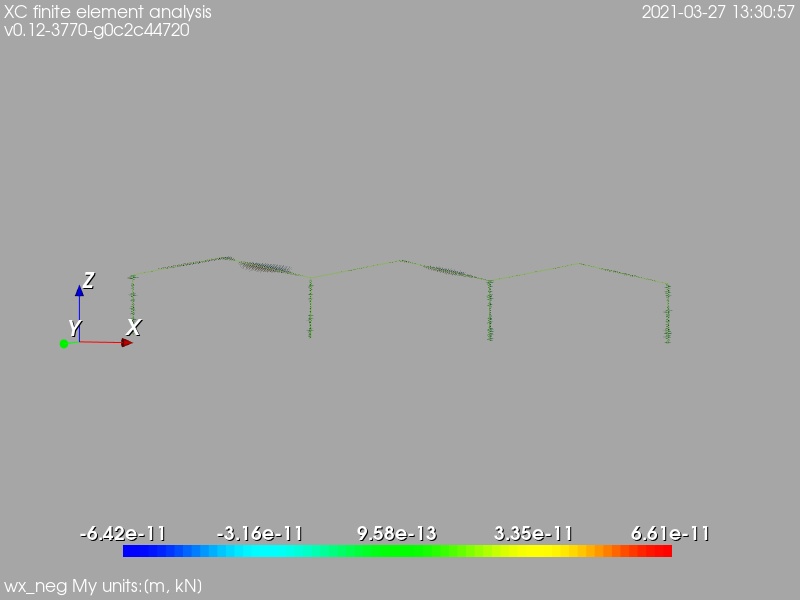 XC finite element analysis
v0.12-3770-g0c2c44720
2021-03-27 13:30:57
Z
Y
X
-6.42e-11 -3.16e-11 9.58e-13 3.35e-11 6.61e-11
wx_neg My units:[m, kN]